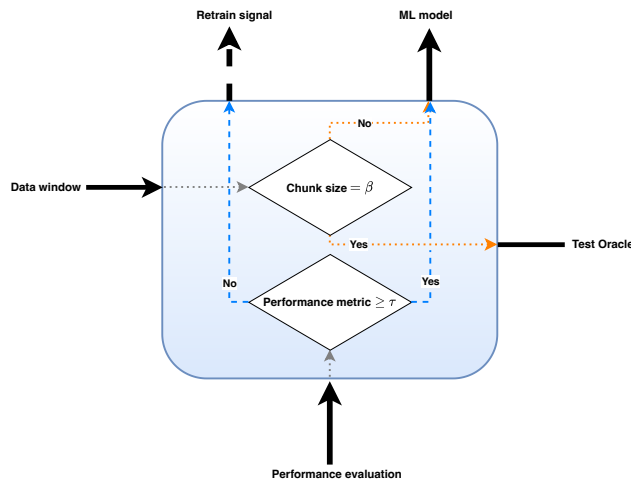 Retrain signal
ML model
No
Data window
Chunk size = β
Yes
Test Oracle
No
Yes
Performance metric ≥ τ
Performance evaluation